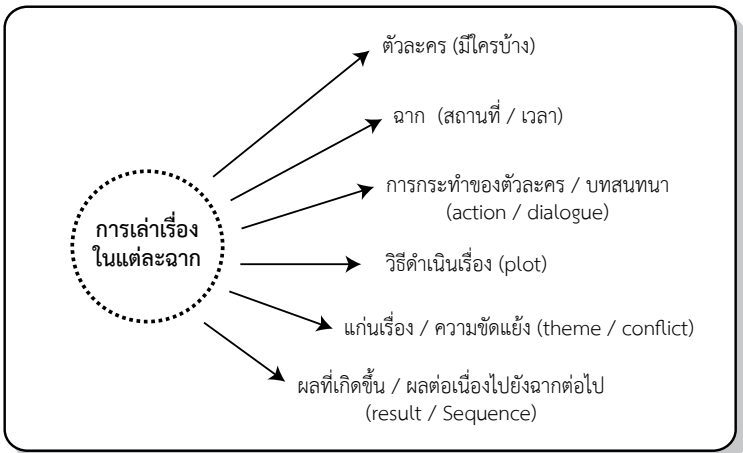 ตัวละคร (มีใครบ้าง)
ฉาก (สถานที่ / เวลา)
การกระทำของตัวละคร / บทสนทนา
(action / dialogue)
การเล่าเรื่อง
ในแต่ละฉาก
วิธีดำเนินเรื่อง (plot)
แก่นเรื่อง / ความขัดแย้ง (theme / conflict)
ผลที่เกิดขึ้น / ผลต่อเนื่องไปยังฉากต่อไป
(result / Sequence)